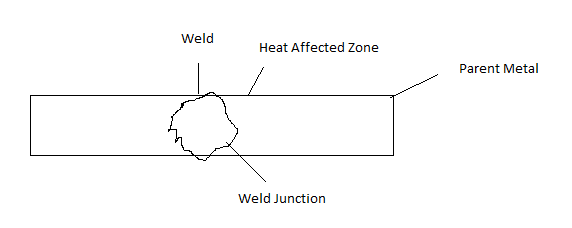 Weld
Heat Affected Zone
Parent Metal
Weld Junction